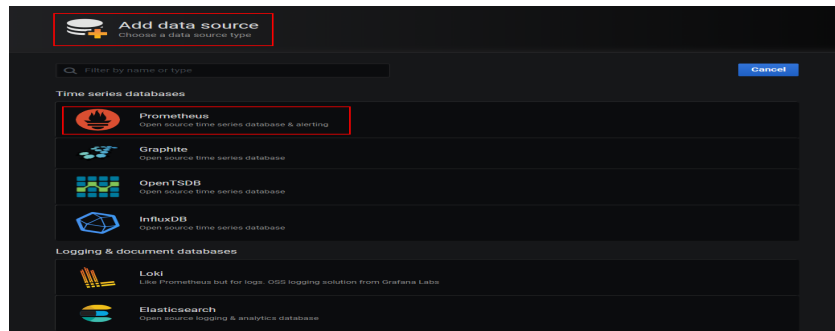 Add data source
Choose a data source type
Filter by name or type
Cancel
Time series databases
Prometheus
Open source time series database & alerting
Graphite
Open source time series database
OpenTSDB
Open source time series database
InfluxDB
Open source time series database
Logging & document databases
Loki
Like Prometheus but for logs. OSS logging solution from Grafana Labs
Elasticsearch
Open source logging & analytics database